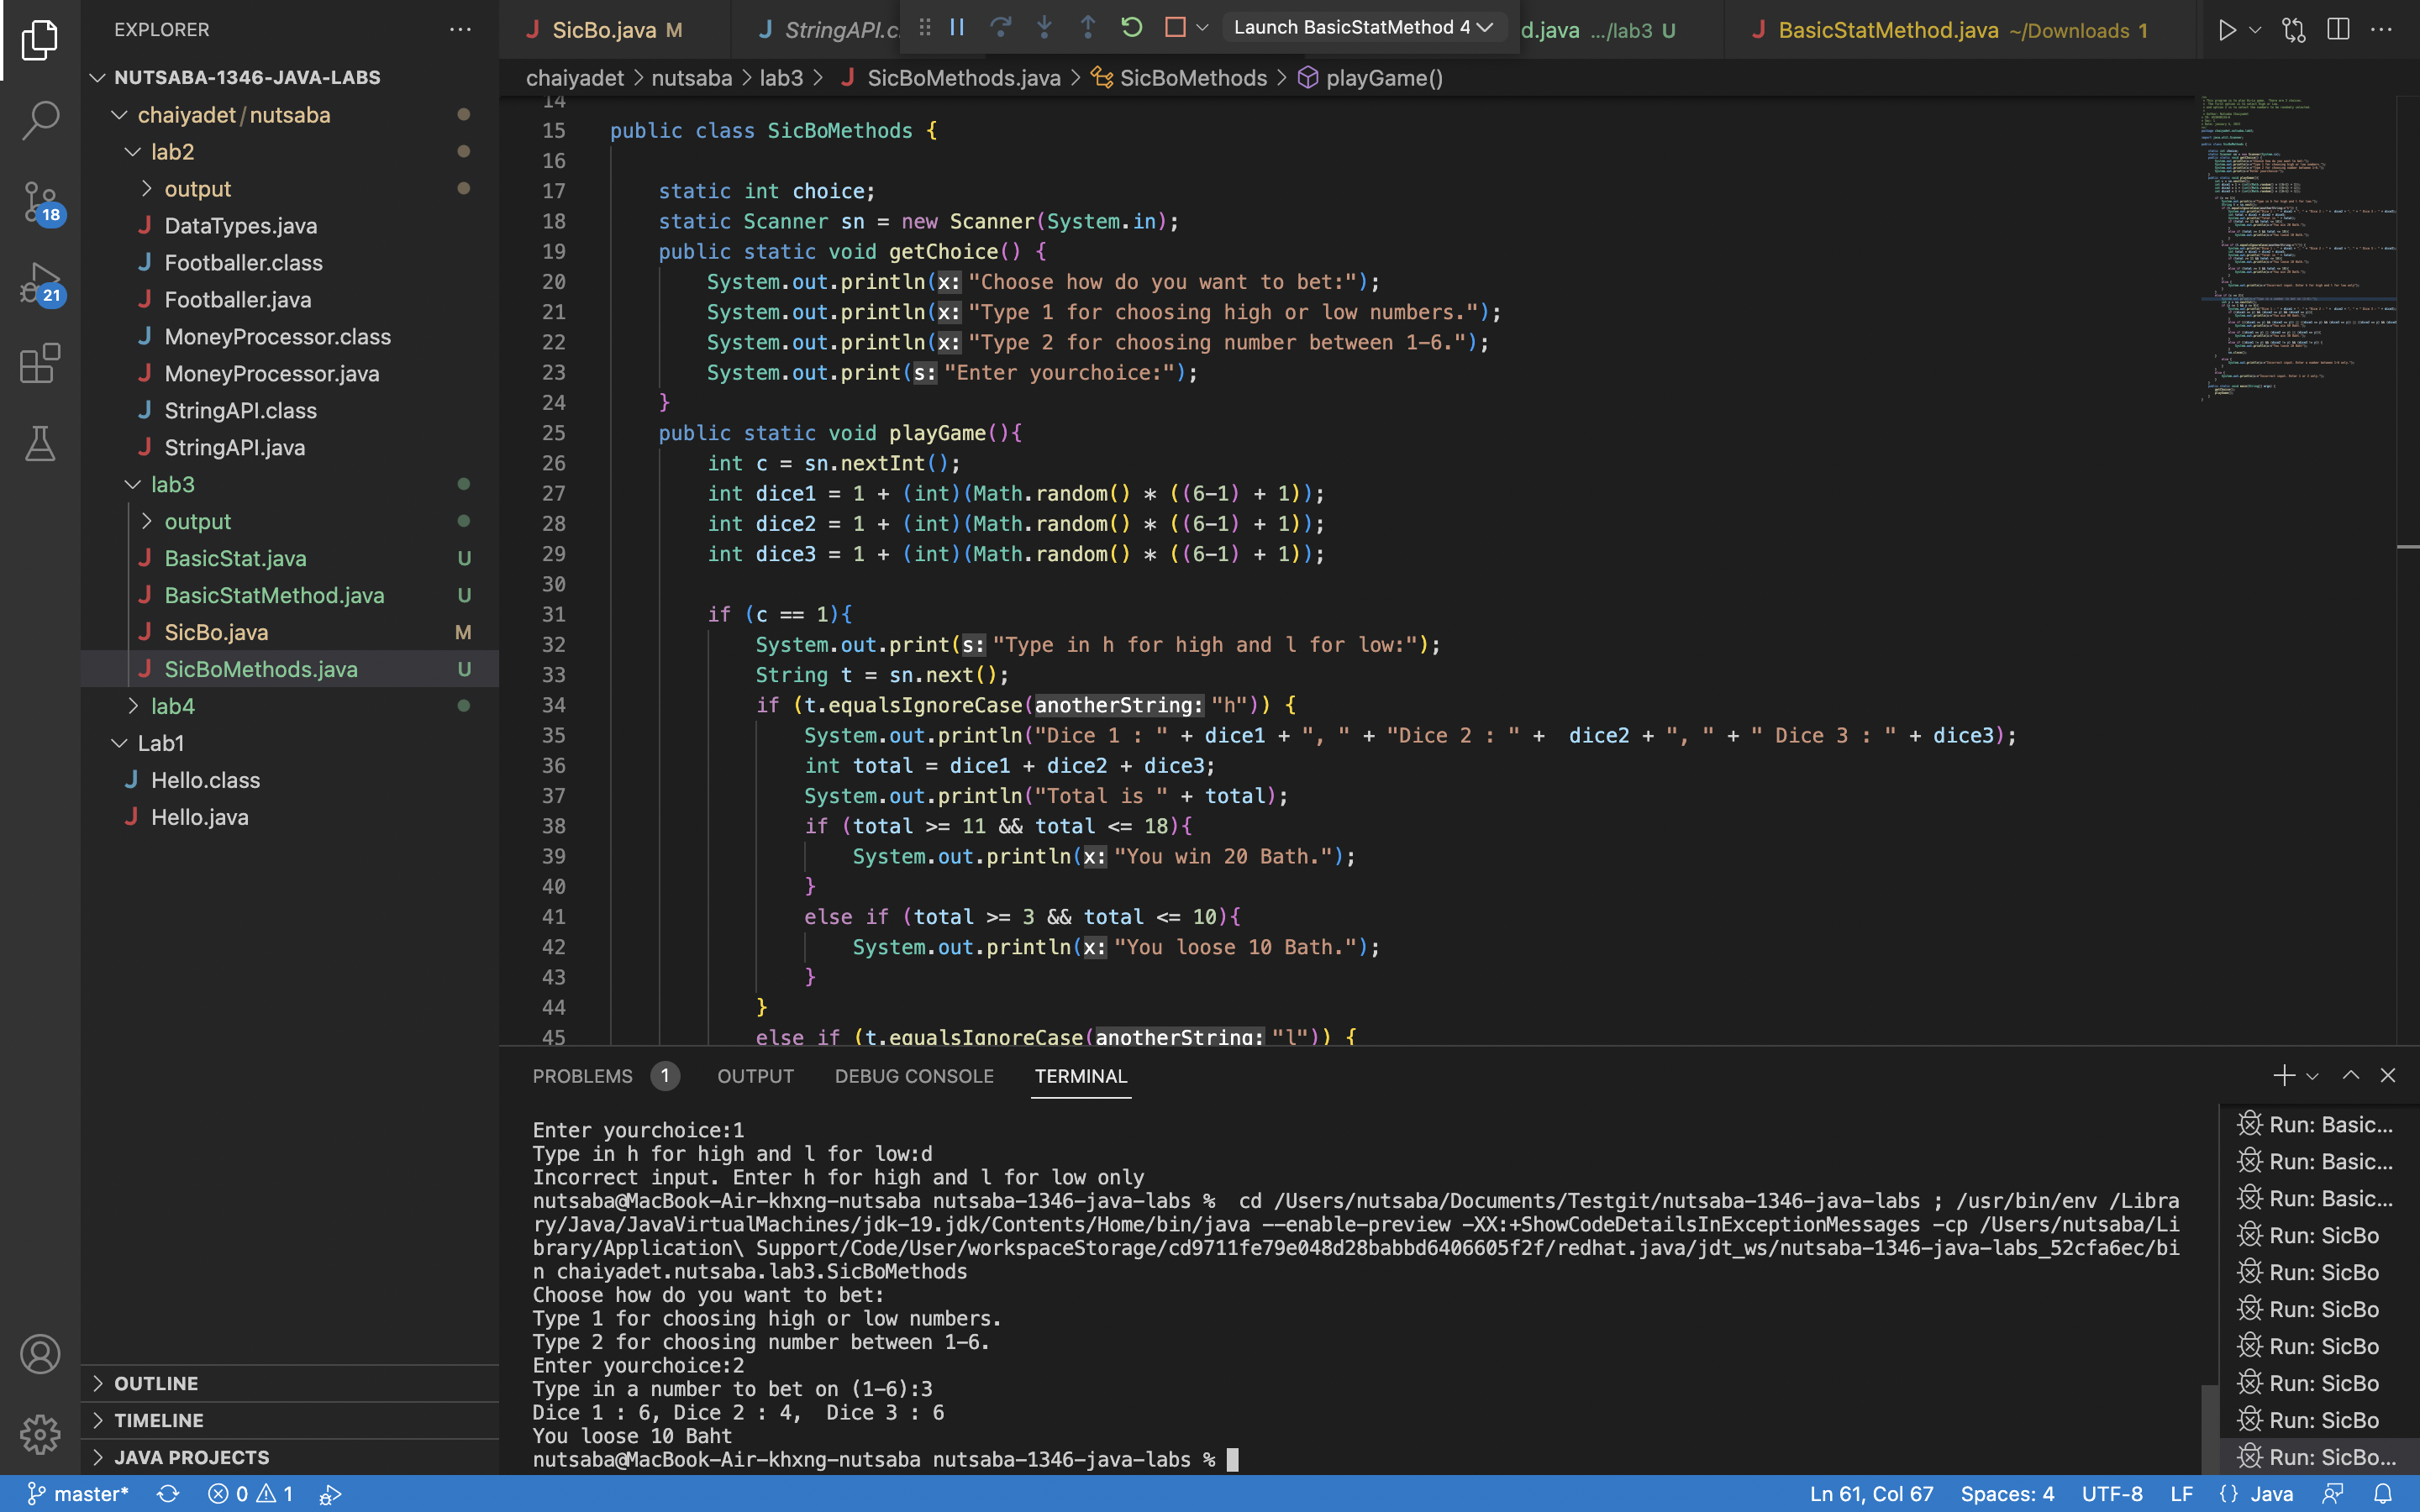 EXPLORER
SicBo.java M
StringAPI.c
Launch BasicStatMethod 4
d.java .../lab3 U
BasicStatMethod.java ~/Downloads 1
NUTSABA-1346-JAVA-LABS
chaiyadet / nutsaba
lab2
output
DataTypes.java
Footballer.class
Footballer.java
MoneyProcessor.class
MoneyProcessor.java
StringAPI.class
StringAPI.java
lab3
output
BasicStat.java U
BasicStatMethod.java U
SicBo.java M
SicBoMethods.java U
lab4
Lab1
Hello.class
Hello.java
OUTLINE
TIMELINE
JAVA PROJECTS
18
21
chaiyadet > nutsaba > lab3 > SicBoMethods.java > SicBoMethods > playGame()
14
15 public class SicBoMethods {
16
17 static int choice;
18 static Scanner sn = new Scanner(System.in);
19 public static void getChoice() {
20 System.out.println(x: "Choose how do you want to bet:");
21 System.out.println(x: "Type 1 for choosing high or low numbers.");
22 System.out.println(x: "Type 2 for choosing number between 1-6.");
23 System.out.print(s: "Enter yourchoice:");
24 }
25 public static void playGame(){
26 int c = sn.nextInt();
27 int dice1 = 1 + (int)(Math.random() * ((6-1) + 1));
28 int dice2 = 1 + (int)(Math.random() * ((6-1) + 1));
29 int dice3 = 1 + (int)(Math.random() * ((6-1) + 1));
30
31 if (c == 1){
32 System.out.print(s: "Type in h for high and l for low:");
33 String t = sn.next();
34 if (t.equalsIgnoreCase(anotherString: "h")) {
35 System.out.println("Dice 1 : " + dice1 + ", " + "Dice 2 : " +  dice2 + ", " + " Dice 3 : " + dice3);
36 int total = dice1 + dice2 + dice3;
37 System.out.println("Total is " + total);
38 if (total >= 11 && total <= 18){
39 System.out.println(x: "You win 20 Bath.");
40 }
41 else if (total >= 3 && total <= 10){
42 System.out.println(x: "You loose 10 Bath.");
43 }
44 }
45 else if (t.equalsIgnoreCase(anotherString: "l")) {
PROBLEMS 1 OUTPUT DEBUG CONSOLE TERMINAL
Enter yourchoice:1
Type in h for high and l for low:d
Incorrect input. Enter h for high and l for low only
nutsaba@MacBook-Air-khxng-nutsaba nutsaba-1346-java-labs %  cd /Users/nutsaba/Documents/Testgit/nutsaba-1346-java-labs ; /usr/bin/env /Libra
ry/Java/JavaVirtualMachines/jdk-19.jdk/Contents/Home/bin/java --enable-preview -XX:+ShowCodeDetailsInExceptionMessages -cp /Users/nutsaba/Li
brary/Application\ Support/Code/User/workspaceStorage/cd9711fe79e048d28babbd6406605f2f/redhat.java/jdt_ws/nutsaba-1346-java-labs_52cfa6ec/bi
n chaiyadet.nutsaba.lab3.SicBoMethods
Choose how do you want to bet:
Type 1 for choosing high or low numbers.
Type 2 for choosing number between 1-6.
Enter yourchoice:2
Type in a number to bet on (1-6):3
Dice 1 : 6, Dice 2 : 4,  Dice 3 : 6
You loose 10 Baht
nutsaba@MacBook-Air-khxng-nutsaba nutsaba-1346-java-labs %
Run: Basic...
Run: Basic...
Run: Basic...
Run: SicBo
Run: SicBo
Run: SicBo
Run: SicBo
Run: SicBo
Run: SicBo
Run: SicBo...
master* 0 1
Ln 61, Col 67 Spaces: 4 UTF-8 LF {} Java